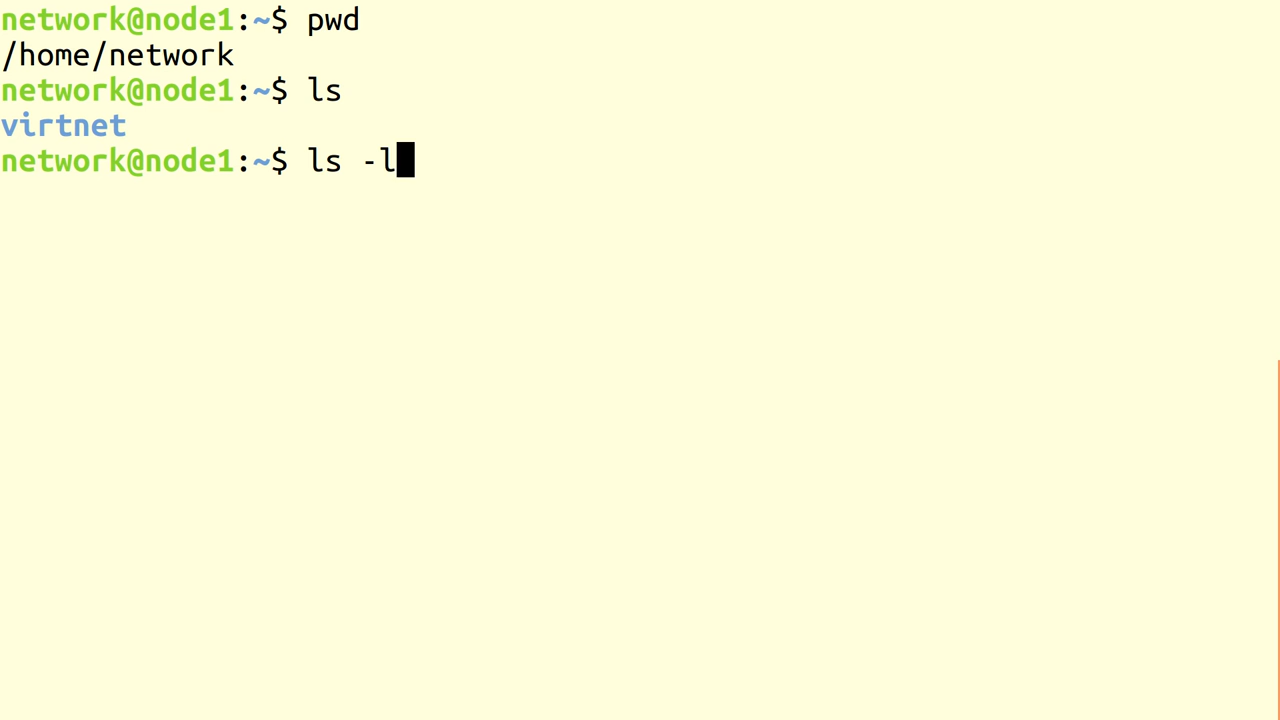 network@node1:~$ pwd
/home/network
network@node1:~$ ls
virtnet
network@node1:~$ ls -l